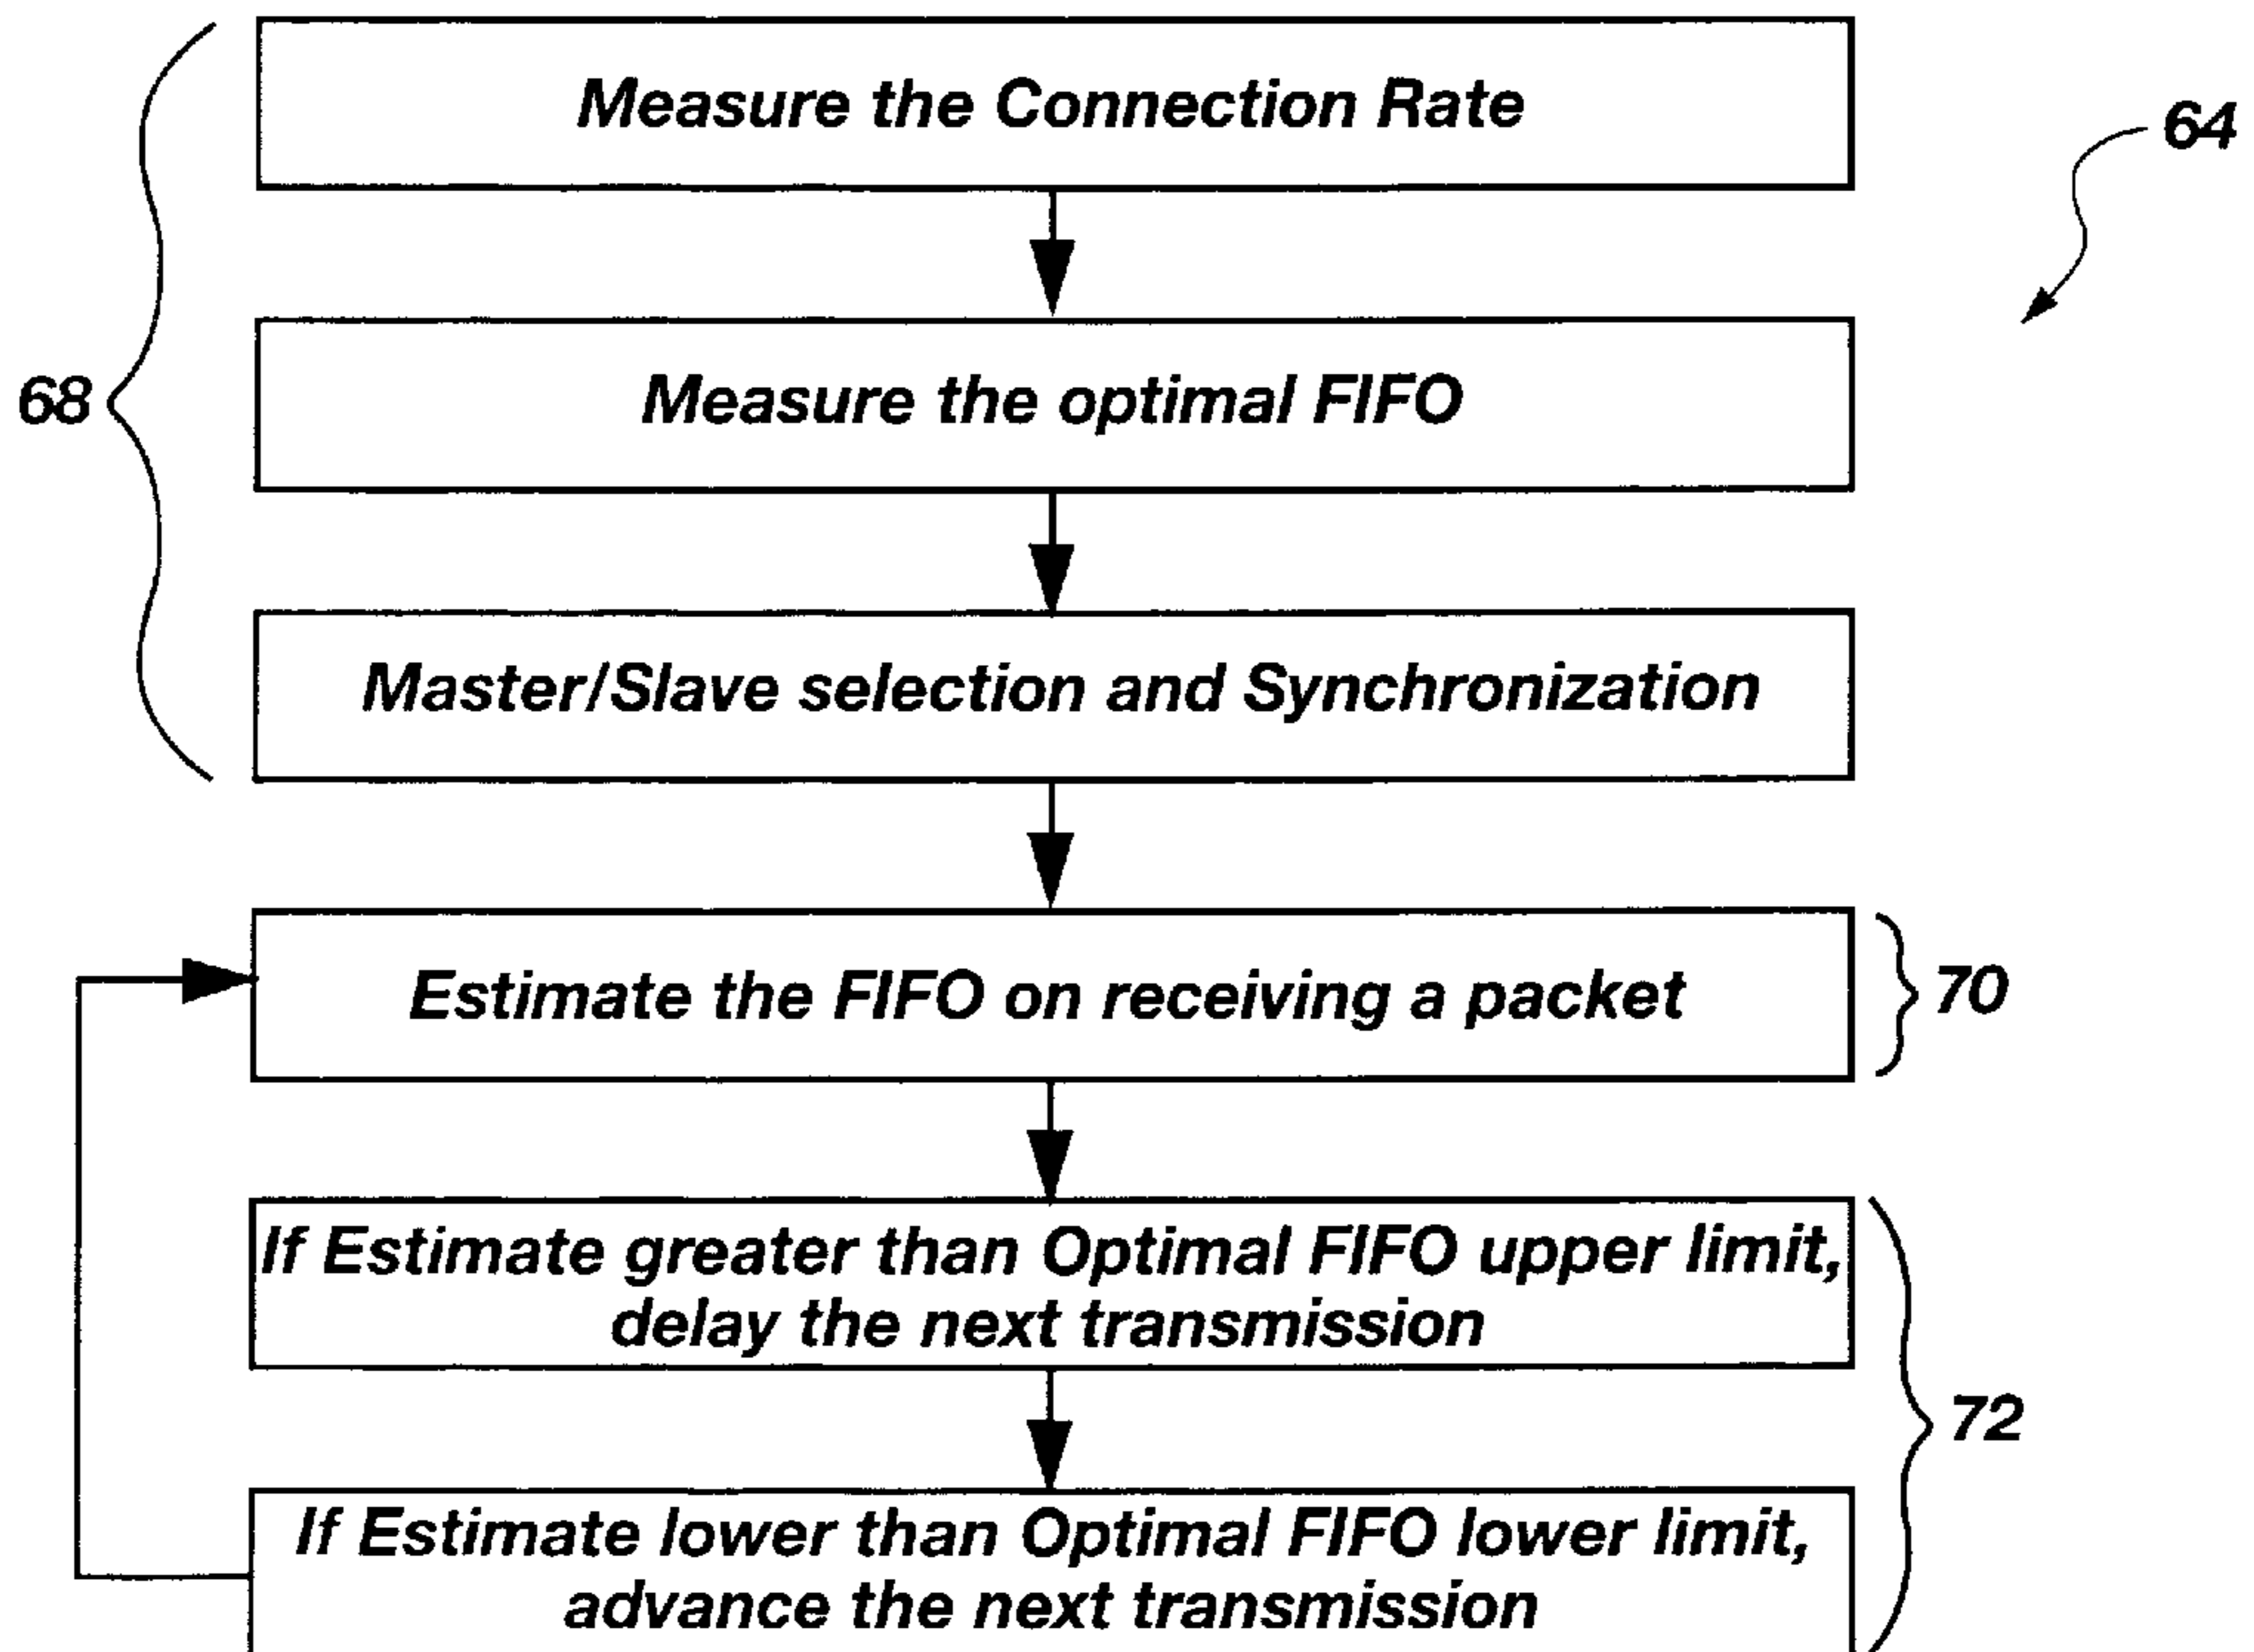 Measure the Connection Rate
64
Measure the optimal FIFO
68
Master/Slave selection and Synchronization
Estimate the FIFO on receiving a packet
70
If Estimate greater than Optimal FIFO upper limit,
delay the next transmission
72
If Estimate lower than Optimal FIFO lower limit,
advance the next transmission